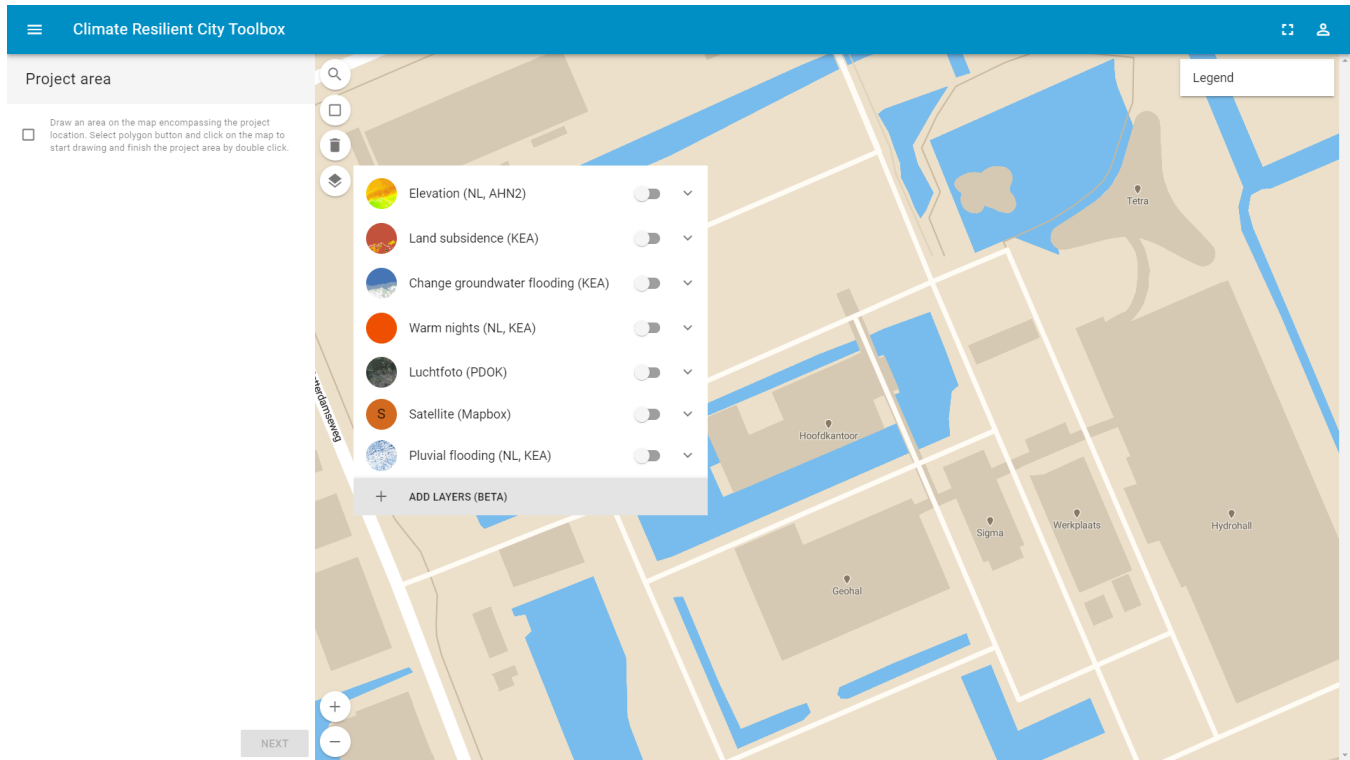 Climate Resilient City Toolbox
Project area
Draw an area on the map encompassing the project
location. Select polygon button and click on the map to
start drawing and finish the project area by double click.
NEXT
Legend
Elevation (NL, AHN2)
Land subsidence (KEA)
Change groundwater flooding (KEA)
Warm nights (NL, KEA)
Luchtfoto (PDOK)
S
Satellite (Mapbox)
Pluvial flooding (NL, KEA)
ADD LAYERS (BETA)
Tetra
Hoofdkantoor
Sigma
Werkplaats
Hydrohall
Geohal